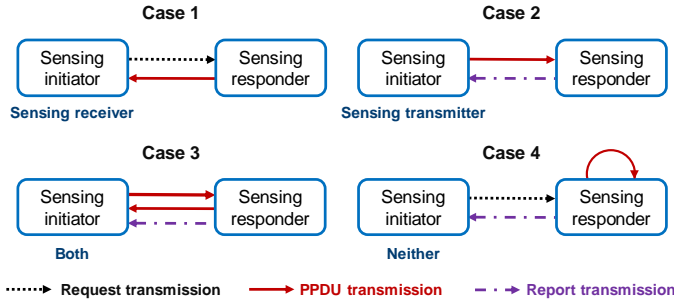 Case 1
Case 2
Sensing
initiator
Sensing
responder
Sensing
initiator
Sensing
responder
Sensing receiver
Sensing transmitter
Case 3
Case 4
Sensing
initiator
Sensing
responder
Sensing
initiator
Sensing
responder
Both
Neither
Request transmission
PPDU transmission
Report transmission